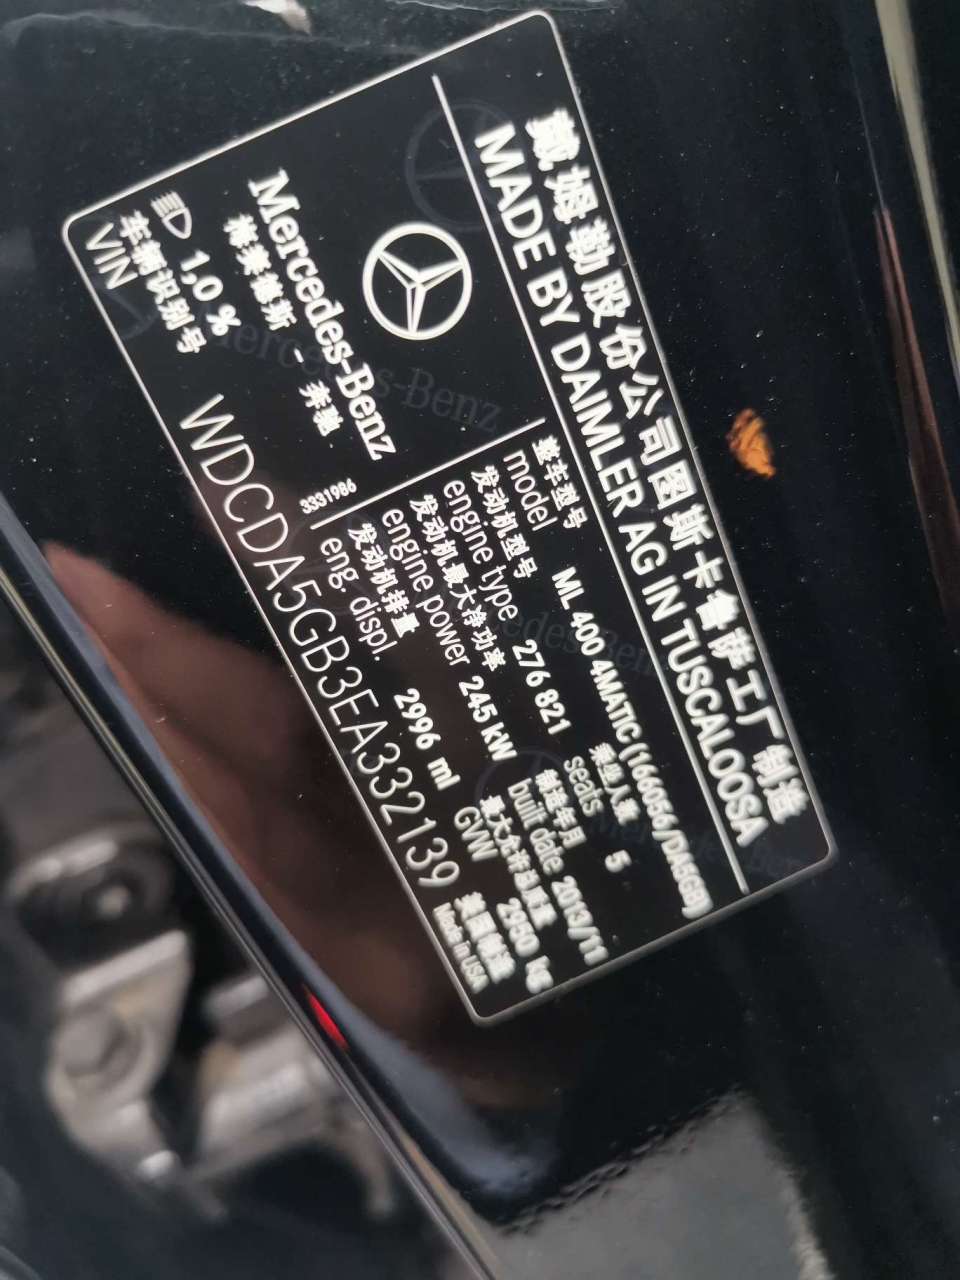 戴姆勒股份公司图斯卡鲁萨工厂制造
MADE BY DAIMLER AG IN TUSCALOOSA
Mercedes-Benz
梅赛德斯 – 奔驰
1,0 %
3331986
整车型号
model ML 400 4MATIC (166056/DA5GB)
发动机型号
engine type 276 821
乘坐人数
seats 5
发动机最大净功率
engine power 245 kW
制造年月
built date 2013/11
发动机排量
eng. displ. 2996 ml
最大允许总质量
GVW 2950 kg
车辆识别号
VIN WDCDA5GB3EA332139
美国制造
Made in USA